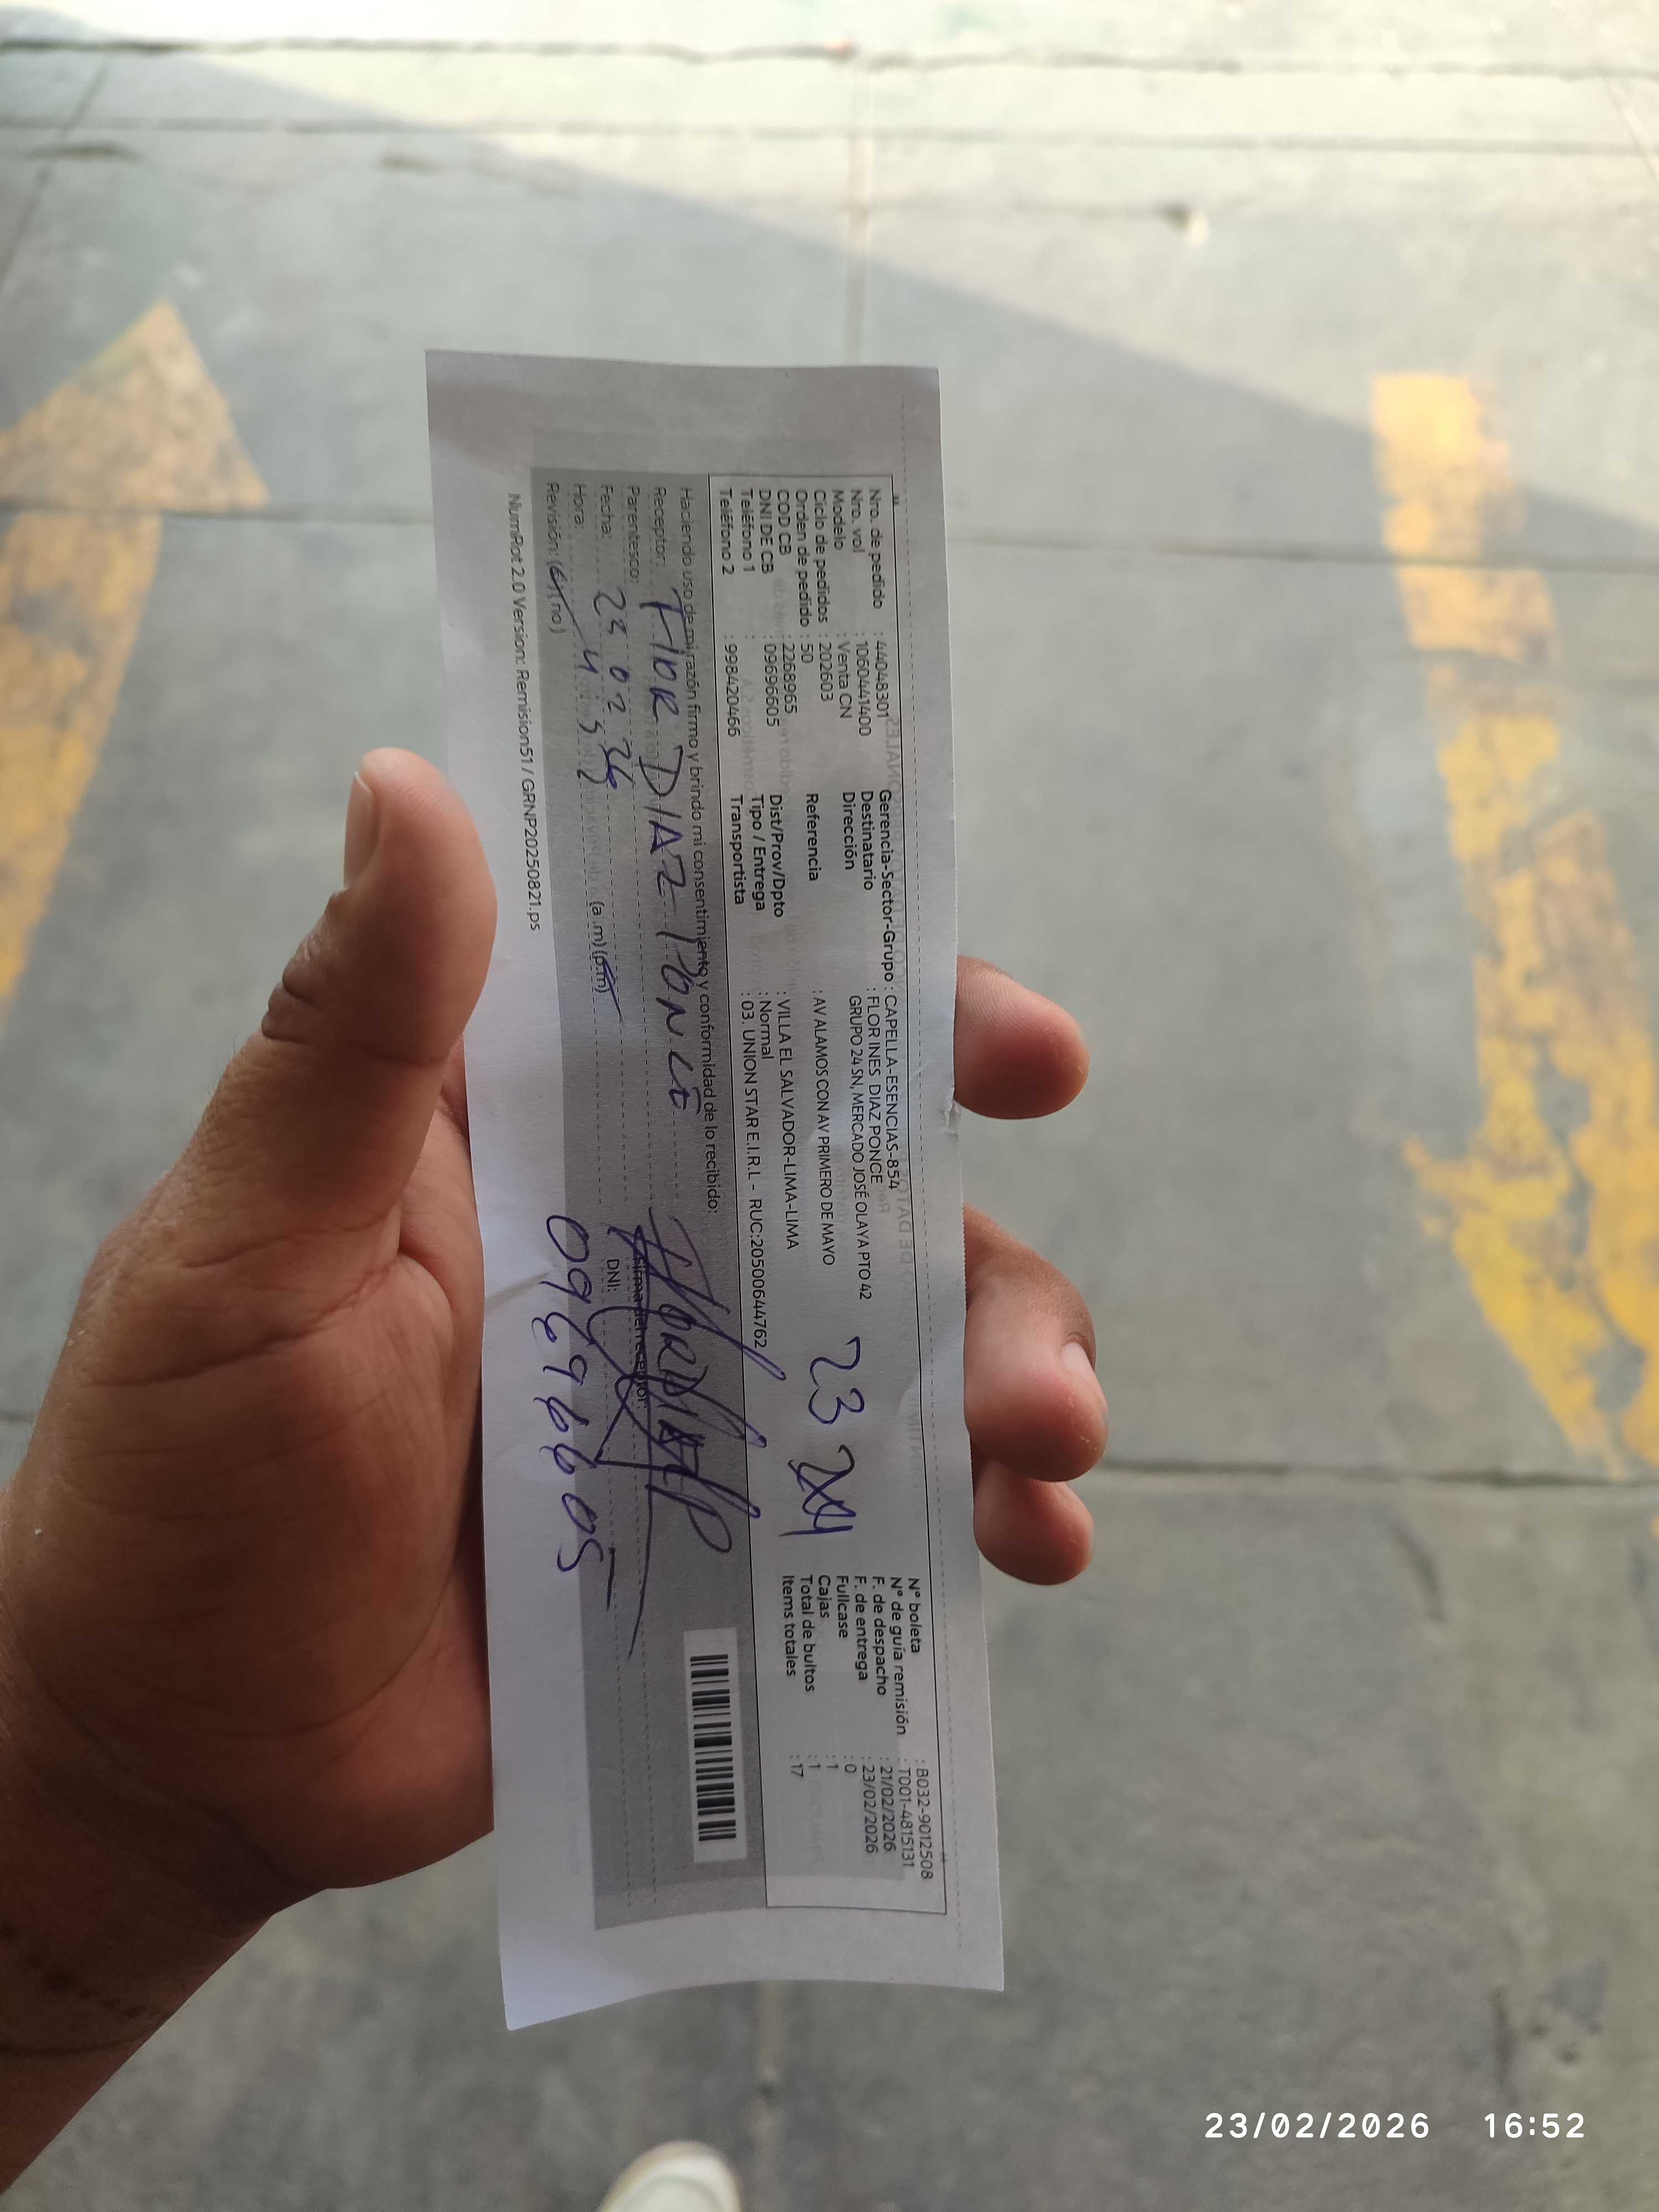 Nro. de pedido : 44048301
Nro. vol : 1060441400
Modelo : Venta CN
Ciclo de pedidos : 202603
Orden de pedido : 50
COD CB : 2268965
DNI DE CB : 09696605
Teléfono 1 :
Teléfono 2 : 998420466
Gerencia-Sector-Grupo : CAPELLA-ESENCIAS-854
Destinatario : FLOR INES DIAZ PONCE
Dirección GRUPO 24 SN, MERCADO JOSÉ OLAYA PTO 42
Referencia : AV ALAMOS CON AV PRIMERO DE MAYO
Dist/Prov/Dpto : VILLA EL SALVADOR-LIMA-LIMA
Tipo / Entrega : Normal
Transportista : 03. UNION STAR E.I.R.L - RUC:20500644762
23
N° boleta : B032-9012508
N° de guía remisión : T001-4815131
F. de despacho : 21/02/2026
F. de entrega : 23/02/2026
Fullcase : 0
Cajas : 1
Total de bultos : 1
Items totales : 17
Haciendo uso de mi razón firmo y brindo mi consentimiento y conformidad de lo recibido:
Receptor: FLOR DIAZ PONCE
Parentesco:
Fecha: 23 02 26
Hora: (a.m)(p.m)
Revisión: (si)(no)
Firma del receptor:
DNI: 09696605
NumRot 2.0 Version: Remision51 / GRNP20250821.ps
23/02/2026 16:52